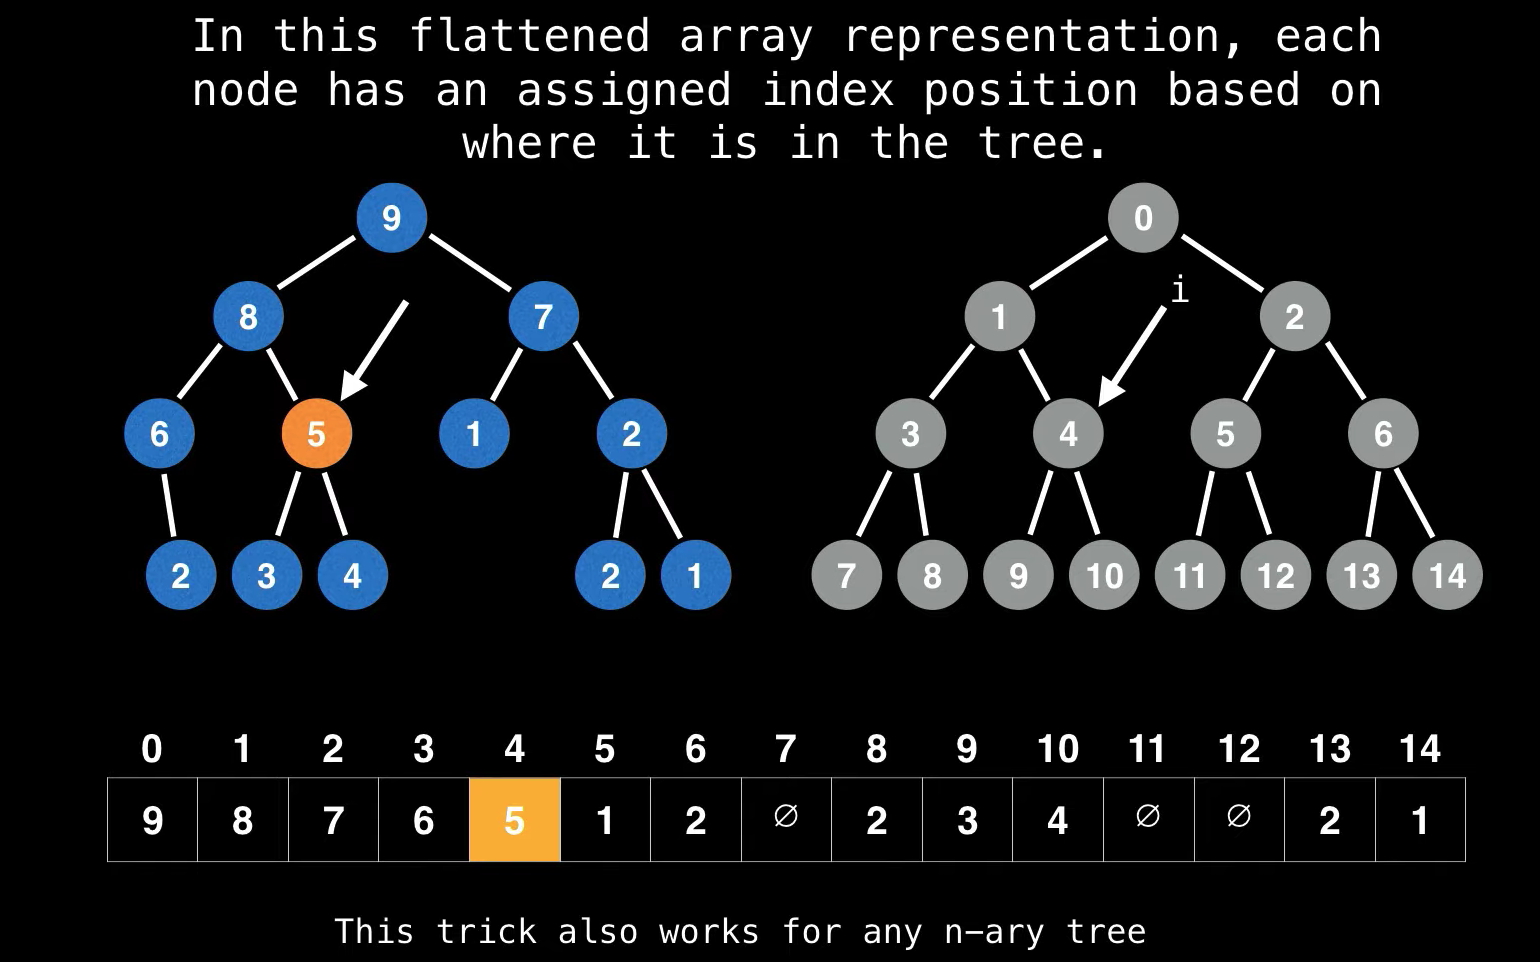 In this flattened array representation, each
node has an assigned index position based on
where it is in the tree.
9 0
i
8 7 1 2
6 5 1 2 3 4 5 6
2 3 4 2 1 7 8 9 10 11 12 13 14
0 1 2 3 4 5 6 7 8 9 10 11 12 13 14
9 8 7 6 5 1 2 ∅ 2 3 4 ∅ ∅ 2 1
This trick also works for any n-ary tree